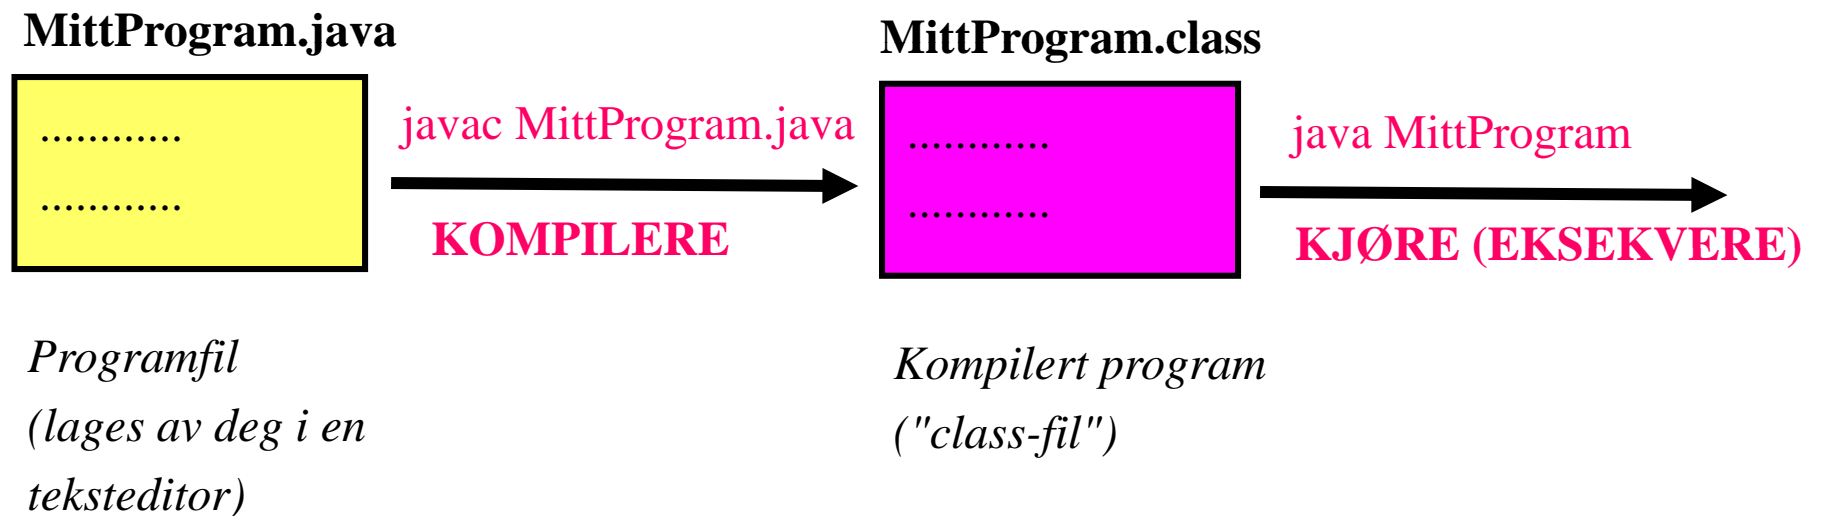 MittProgram.java
............
............
javac MittProgram.java
KOMPILERE
MittProgram.class
............
............
java MittProgram
KJØRE (EKSEKVERE)
Programfil
(lages av deg i en
teksteditor)
Kompilert program
("class-fil")